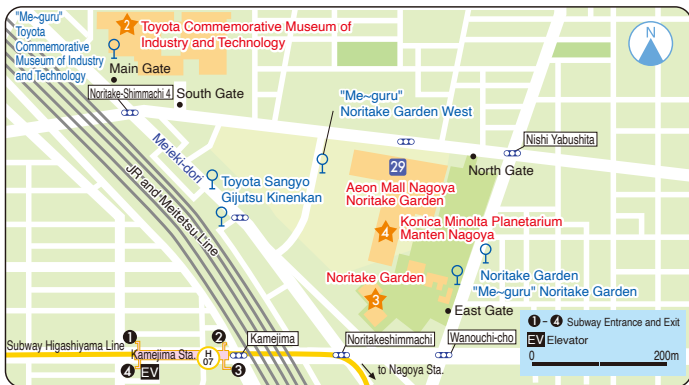 "Me~guru"
Toyota
Commemorative
Museum of Industry
and Technology
2
Toyota Commemorative Museum of
Industry and Technology
N
Main Gate
Noritake-Shimmachi 4
South Gate
"Me~guru"
Noritake Garden West
Meieki-dori
Nishi Yabushita
29
North Gate
JR and Meitetsu Line
Toyota Sangyo
Gijutsu Kinenkan
Aeon Mall Nagoya
Noritake Garden
4
Konica Minolta Planetarium
Manten Nagoya
Noritake Garden
3
Noritake Garden
"Me~guru" Noritake Garden
East Gate
1
2
Kamejima
Noritakeshimmachi
Wanouchi-cho
Subway Higashiyama Line
Kamejima Sta.
H
07
4
EV
3
to Nagoya Sta.
1 - 4 Subway Entrance and Exit
EV Elevator
0 200m